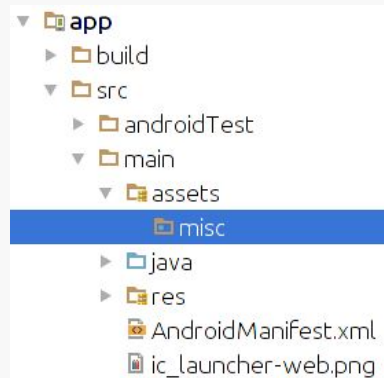 app
build
src
androidTest
main
assets
misc
java
res
AndroidManifest.xml
ic_launcher-web.png